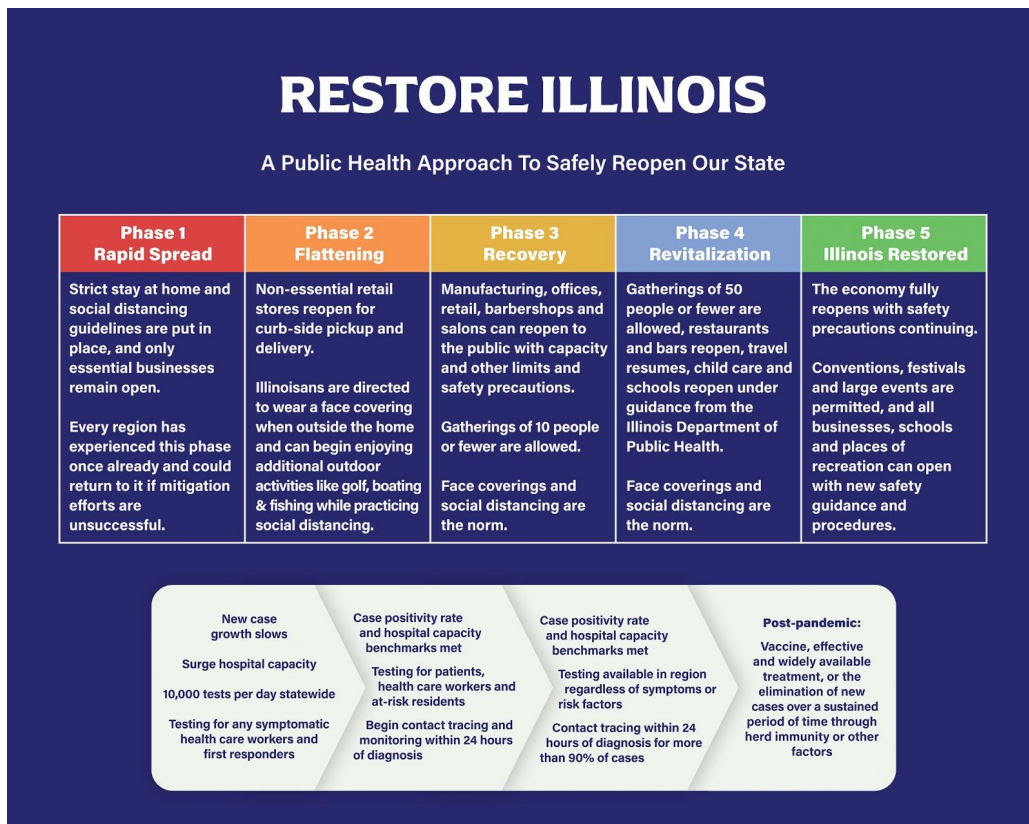 RESTORE ILLINOIS
A Public Health Approach To Safely Reopen Our State
Phase 1
Rapid Spread
Strict stay at home and
social distancing
guidelines are put in
place, and only
essential businesses
remain open.
Every region has
experienced this phase
once already and could
return to it if mitigation
efforts are
unsuccessful.
Phase 2
Flattening
Non-essential retail
stores reopen for
curb-side pickup and
delivery.
Illinoisans are directed
to wear a face covering
when outside the home
and can begin enjoying
additional outdoor
activities like golf, boating
& fishing while practicing
social distancing.
Phase 3
Recovery
Manufacturing, offices,
retail, barbershops and
salons can reopen to
the public with capacity
and other limits and
safety precautions.
Gatherings of 10 people
or fewer are allowed.
Face coverings and
social distancing are
the norm.
Phase 4
Revitalization
Gatherings of 50
people or fewer are
allowed, restaurants
and bars reopen, travel
resumes, child care and
schools reopen under
guidance from the
Illinois Department of
Public Health.
Face coverings and
social distancing are
the norm.
Phase 5
Illinois Restored
The economy fully
reopens with safety
precautions continuing.
Conventions, festivals
and large events are
permitted, and all
businesses, schools
and places of
recreation can open
with new safety
guidance and
procedures.
New case
growth slows
Surge hospital capacity
10,000 tests per day statewide
Testing for any symptomatic
health care workers and
first responders
Case positivity rate
and hospital capacity
benchmarks met
Testing for patients,
health care workers and
at-risk residents
Begin contact tracing and
monitoring within 24 hours
of diagnosis
Case positivity rate
and hospital capacity
benchmarks met
Testing available in region
regardless of symptoms or
risk factors
Contact tracing within 24
hours of diagnosis for more
than 90% of cases
Post-pandemic:
Vaccine, effective
and widely available
treatment, or the
elimination of new
cases over a sustained
period of time through
herd immunity or other
factors